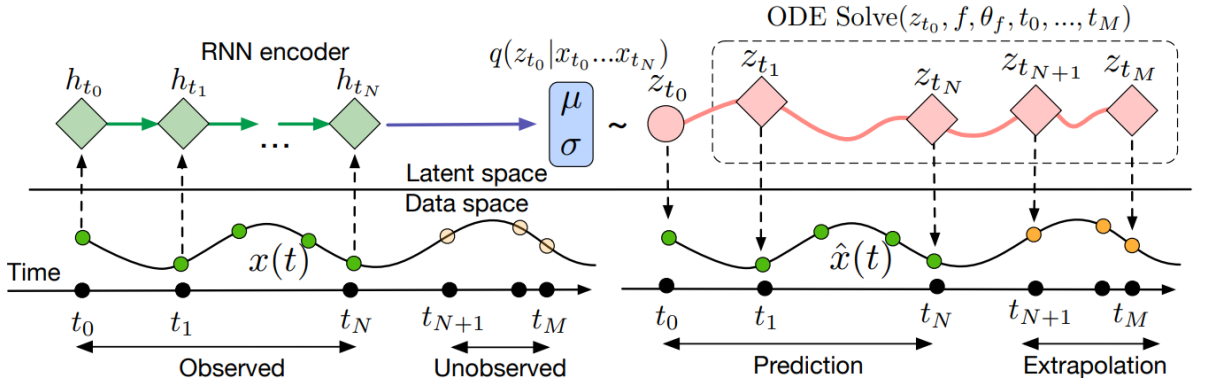 ODE Solve(z_{t_0}, f, θ_f, t_0, ..., t_M)
RNN encoder
q(z_{t_0}|x_{t_0}...x_{t_N})
h_{t_0} h_{t_1} h_{t_N}
...
μ
σ
~
z_{t_0} z_{t_1} z_{t_N} z_{t_{N+1}} z_{t_M}
Latent space
Data space
x(t) x̂(t)
Time
t_0 t_1 t_N t_{N+1} t_M t_0 t_1 t_N t_{N+1} t_M
Observed Unobserved Prediction Extrapolation